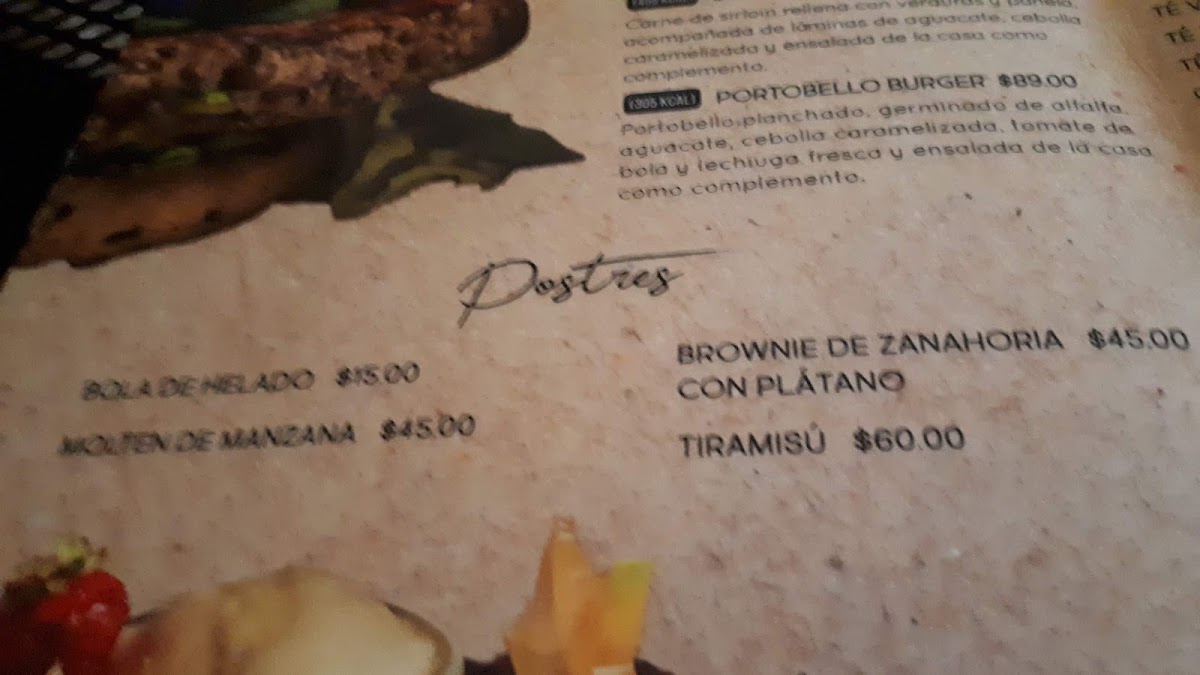 Carne de sirloin rellena con verduras y panela,
acompañada de láminas de aguacate, cebolla
caramelizada y ensalada de la casa como
complemento.
(305 KCAL) PORTOBELLO BURGER $89.00
Portobello planchado, germinado de alfalfa,
aguacate, cebolla caramelizada, tomate de
bola y lechiuga fresca y ensalada de la casa
como complemento.
Postres
BOLA DE HELADO $15.00
MOLTEN DE MANZANA $45.00
BROWNIE DE ZANAHORIA $45.00
CON PLÁTANO
TIRAMISÚ $60.00
TÉ
TÉ